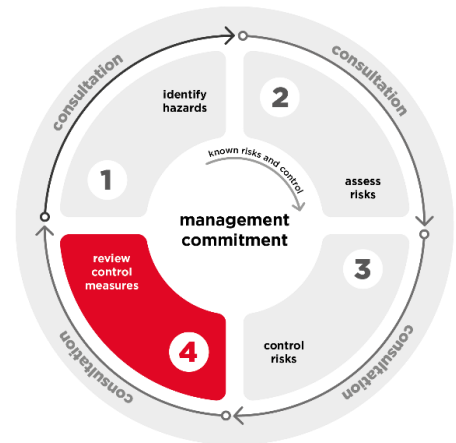 consultation
consultation
identify
hazards
1
2
assess
risks
known risks and control
management
commitment
review
control
measures
4
3
control
risks
consultation
consultation